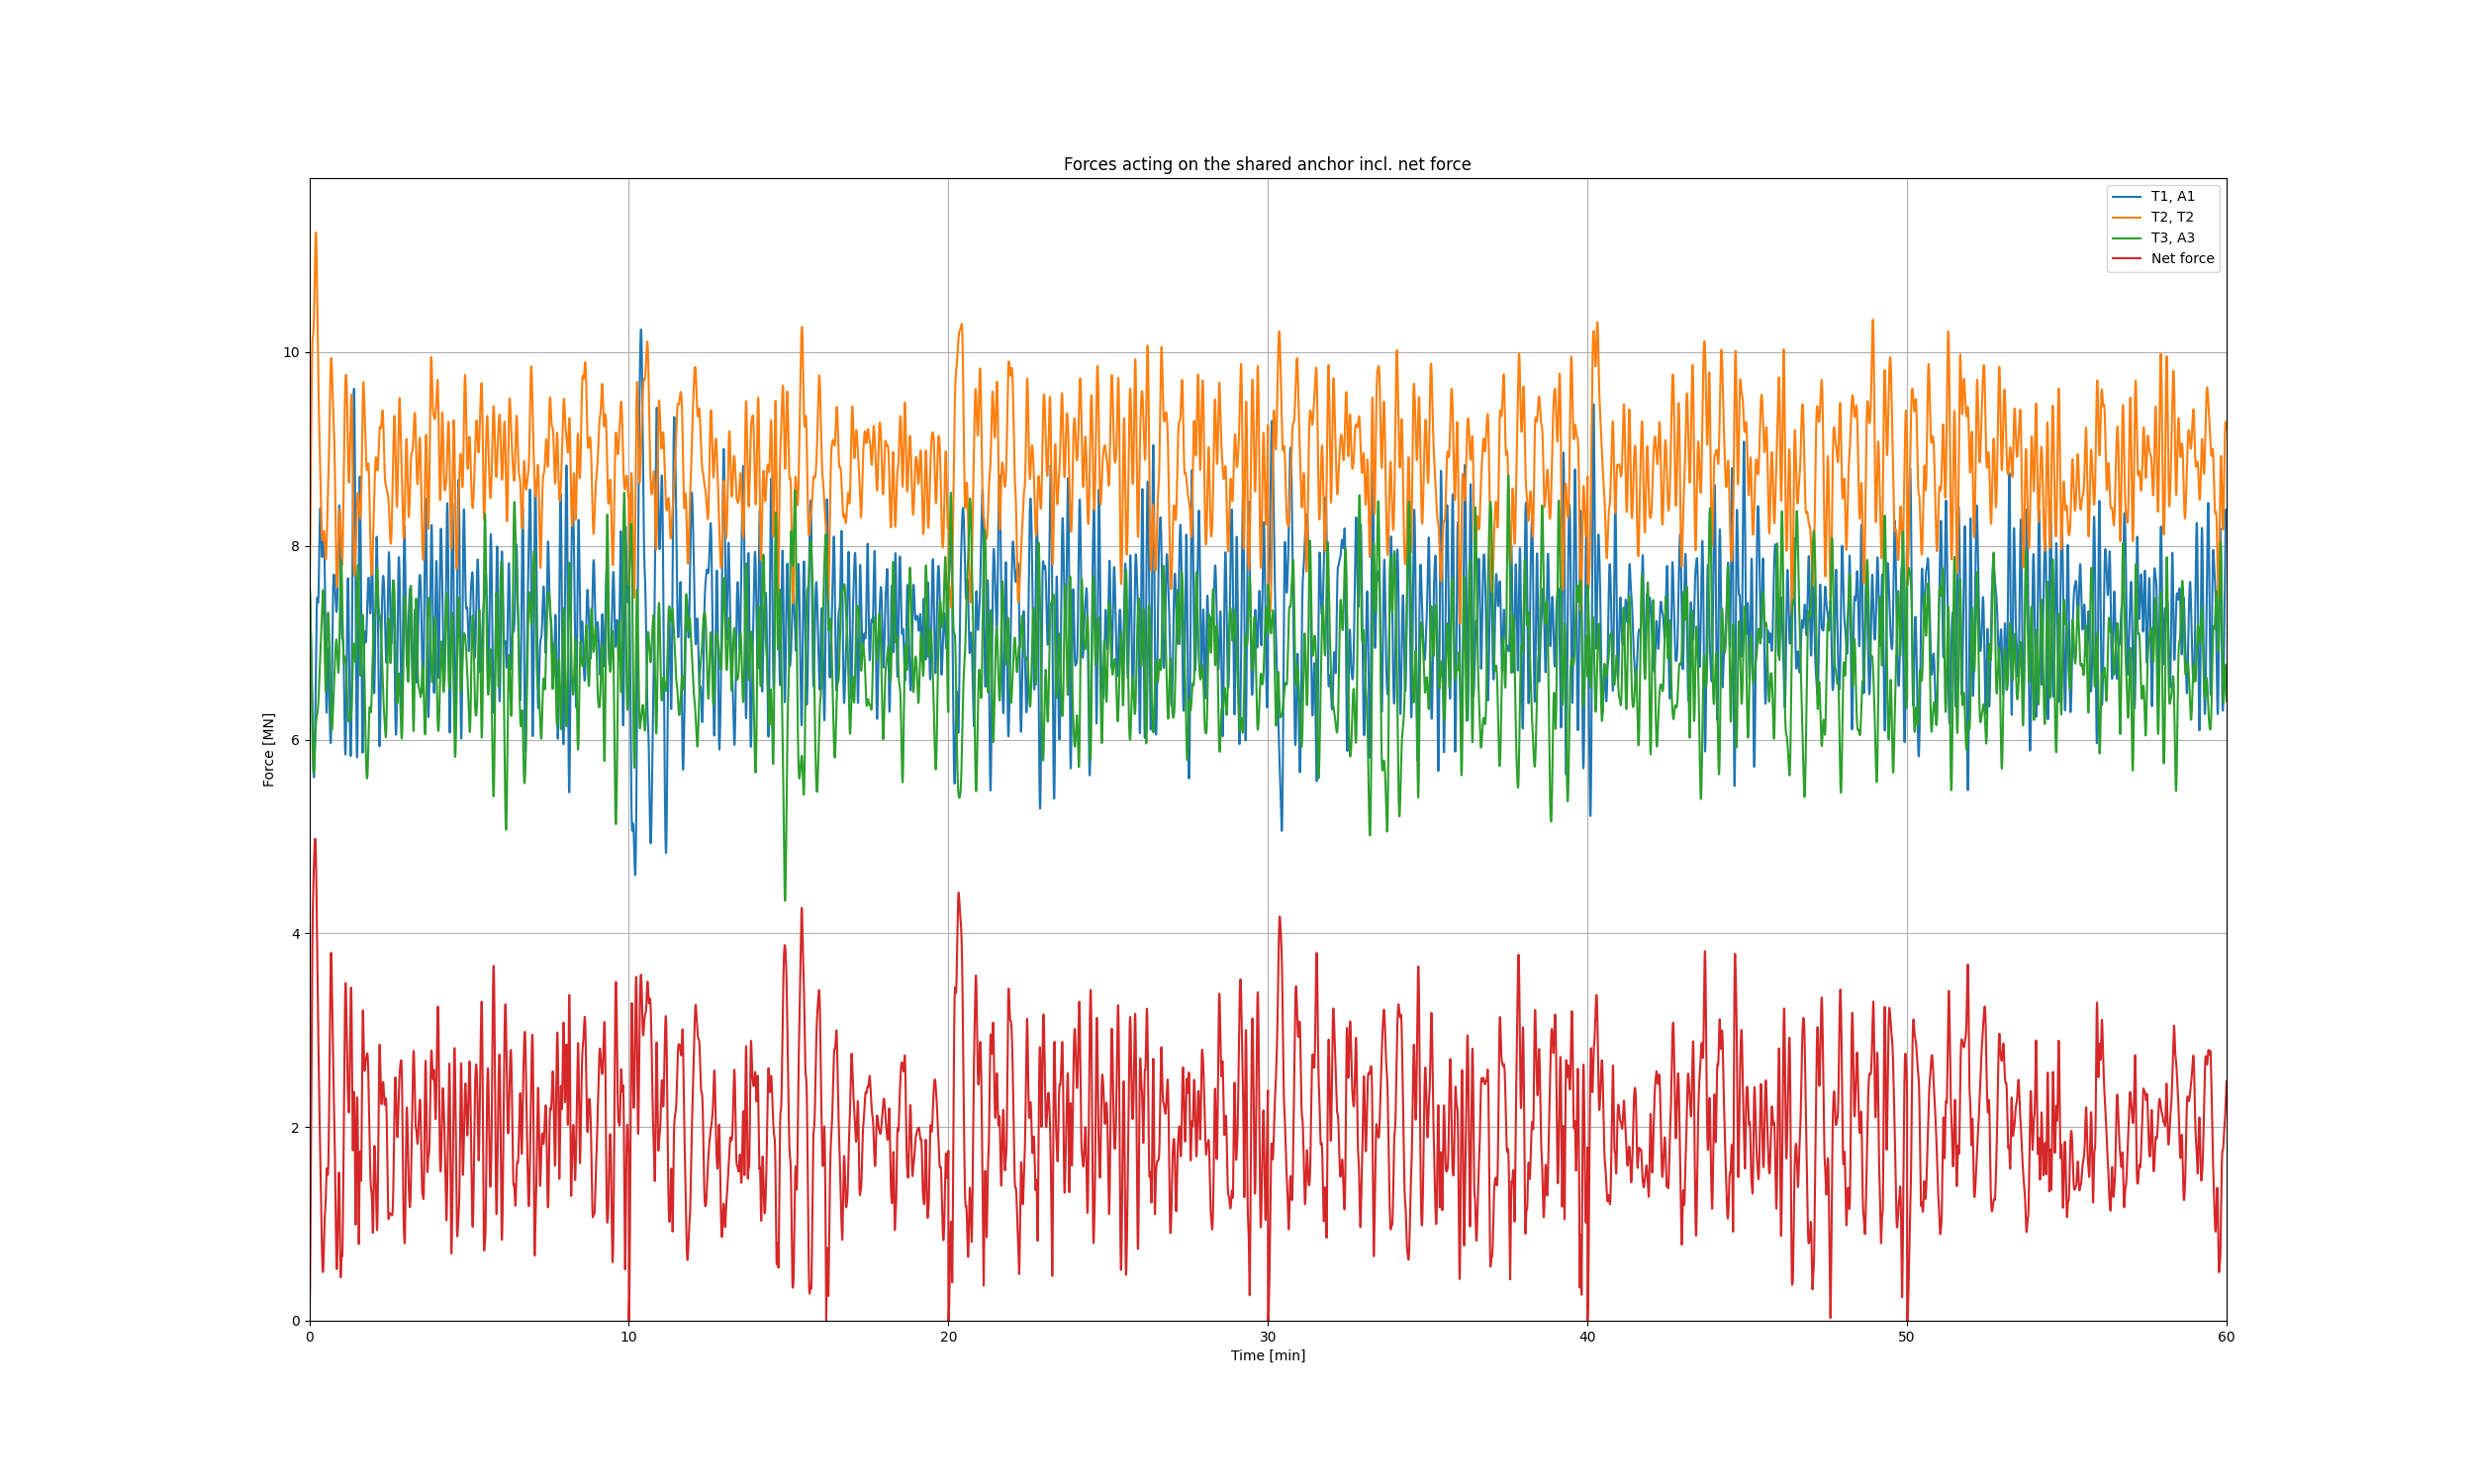 Forces acting on the shared anchor incl. net force
T1, A1
T2, T2
T3, A3
Net force
Force [MN]
10
8
6
4
2
0
0 10 20 30 40 50 60
Time [min]